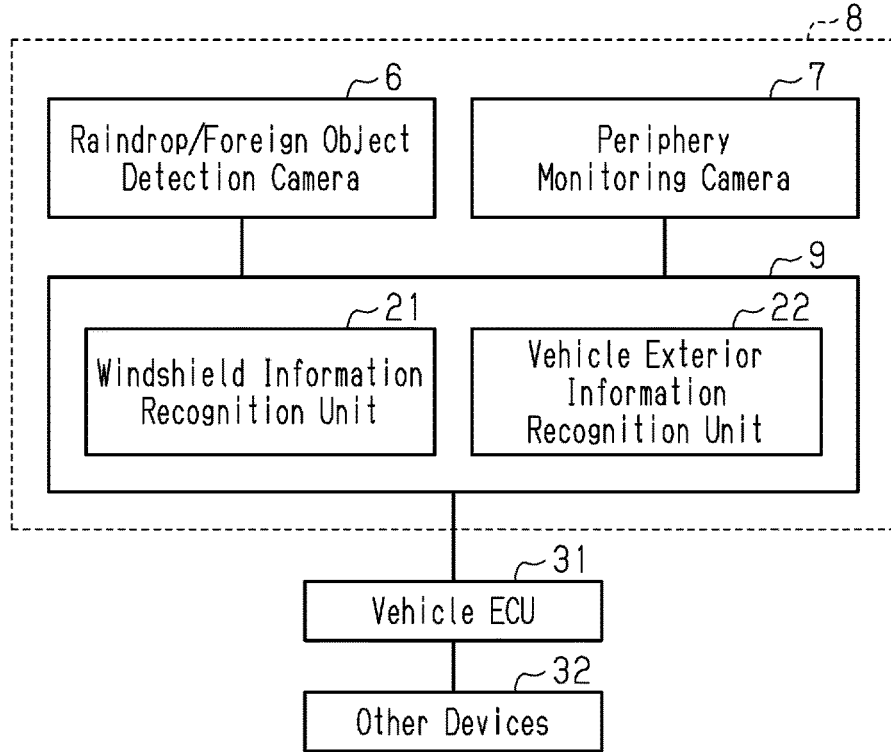 8
6
7
Raindrop/Foreign Object
Detection Camera
Periphery
Monitoring Camera
9
21
22
Windshield Information
Recognition Unit
Vehicle Exterior
Information
Recognition Unit
31
Vehicle ECU
32
Other Devices